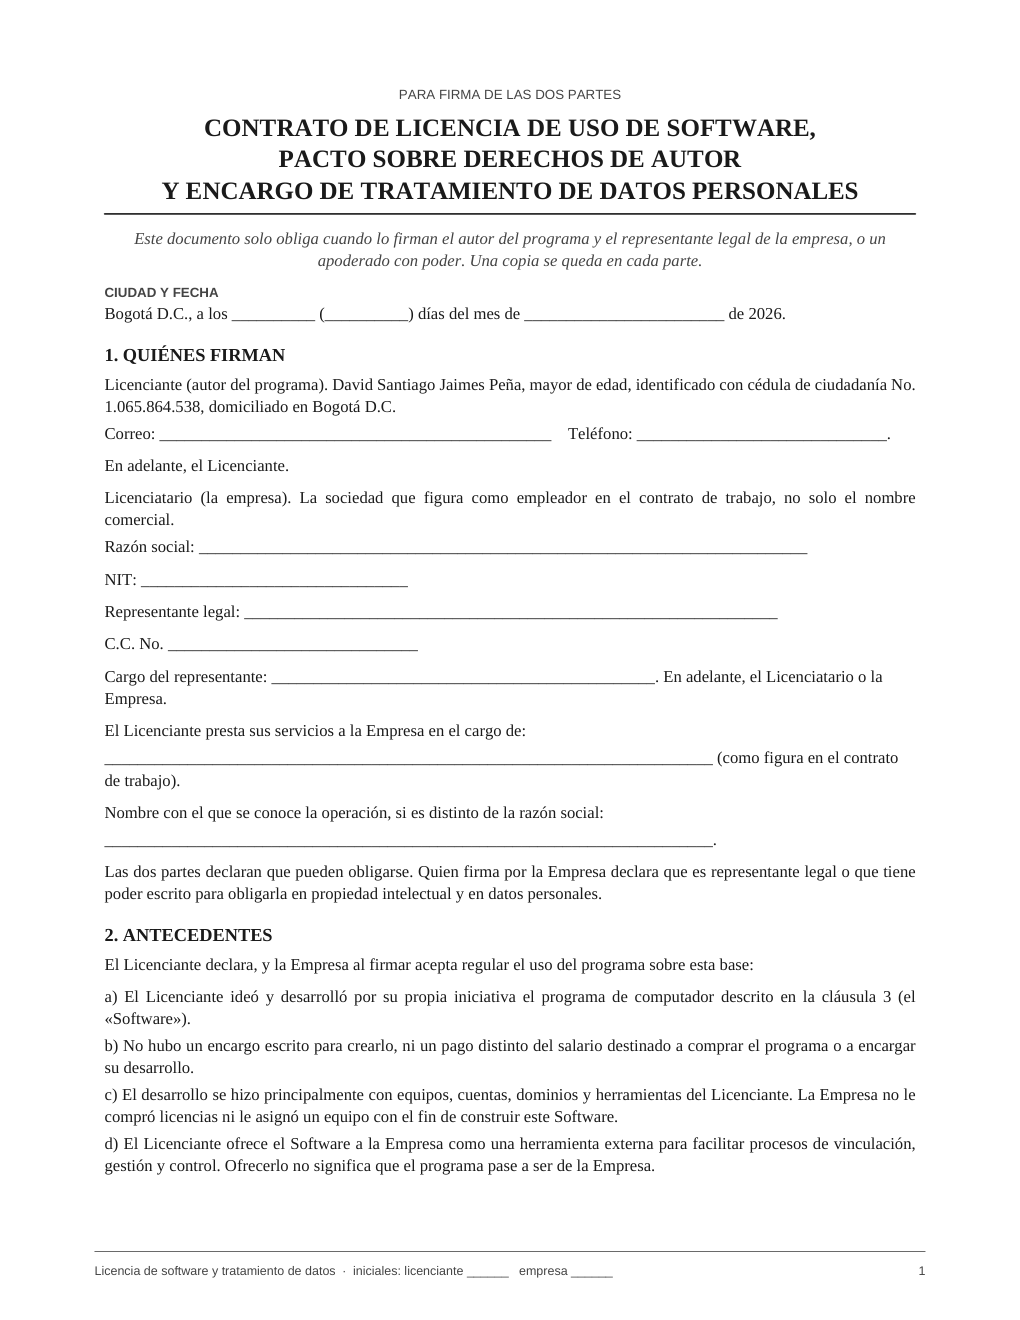 PARA FIRMA DE LAS DOS PARTES
CONTRATO DE LICENCIA DE USO DE SOFTWARE,
PACTO SOBRE DERECHOS DE AUTOR
Y ENCARGO DE TRATAMIENTO DE DATOS PERSONALES
Este documento solo obliga cuando lo firman el autor del programa y el representante legal de la empresa, o un
apoderado con poder. Una copia se queda en cada parte.
CIUDAD Y FECHA
Bogotá D.C., a los __________ (__________) días del mes de ________________________ de 2026.
1. QUIÉNES FIRMAN
Licenciante (autor del programa). David Santiago Jaimes Peña, mayor de edad, identificado con cédula de ciudadanía No.
1.065.864.538, domiciliado en Bogotá D.C.
Correo: _______________________________________________ Teléfono: ______________________________.
En adelante, el Licenciante.
Licenciatario (la empresa). La sociedad que figura como empleador en el contrato de trabajo, no solo el nombre
comercial.
Razón social: _________________________________________________________________________
NIT: ________________________________
Representante legal: ________________________________________________________________
C.C. No. ______________________________
Cargo del representante: ______________________________________________. En adelante, el Licenciatario o la
Empresa.
El Licenciante presta sus servicios a la Empresa en el cargo de:
_________________________________________________________________________ (como figura en el contrato
de trabajo).
Nombre con el que se conoce la operación, si es distinto de la razón social:
_________________________________________________________________________.
Las dos partes declaran que pueden obligarse. Quien firma por la Empresa declara que es representante legal o que tiene
poder escrito para obligarla en propiedad intelectual y en datos personales.
2. ANTECEDENTES
El Licenciante declara, y la Empresa al firmar acepta regular el uso del programa sobre esta base:
a) El Licenciante ideó y desarrolló por su propia iniciativa el programa de computador descrito en la cláusula 3 (el
«Software»).
b) No hubo un encargo escrito para crearlo, ni un pago distinto del salario destinado a comprar el programa o a encargar
su desarrollo.
c) El desarrollo se hizo principalmente con equipos, cuentas, dominios y herramientas del Licenciante. La Empresa no le
compró licencias ni le asignó un equipo con el fin de construir este Software.
d) El Licenciante ofrece el Software a la Empresa como una herramienta externa para facilitar procesos de vinculación,
gestión y control. Ofrecerlo no significa que el programa pase a ser de la Empresa.
Licencia de software y tratamiento de datos · iniciales: licenciante ______ empresa ______ 1